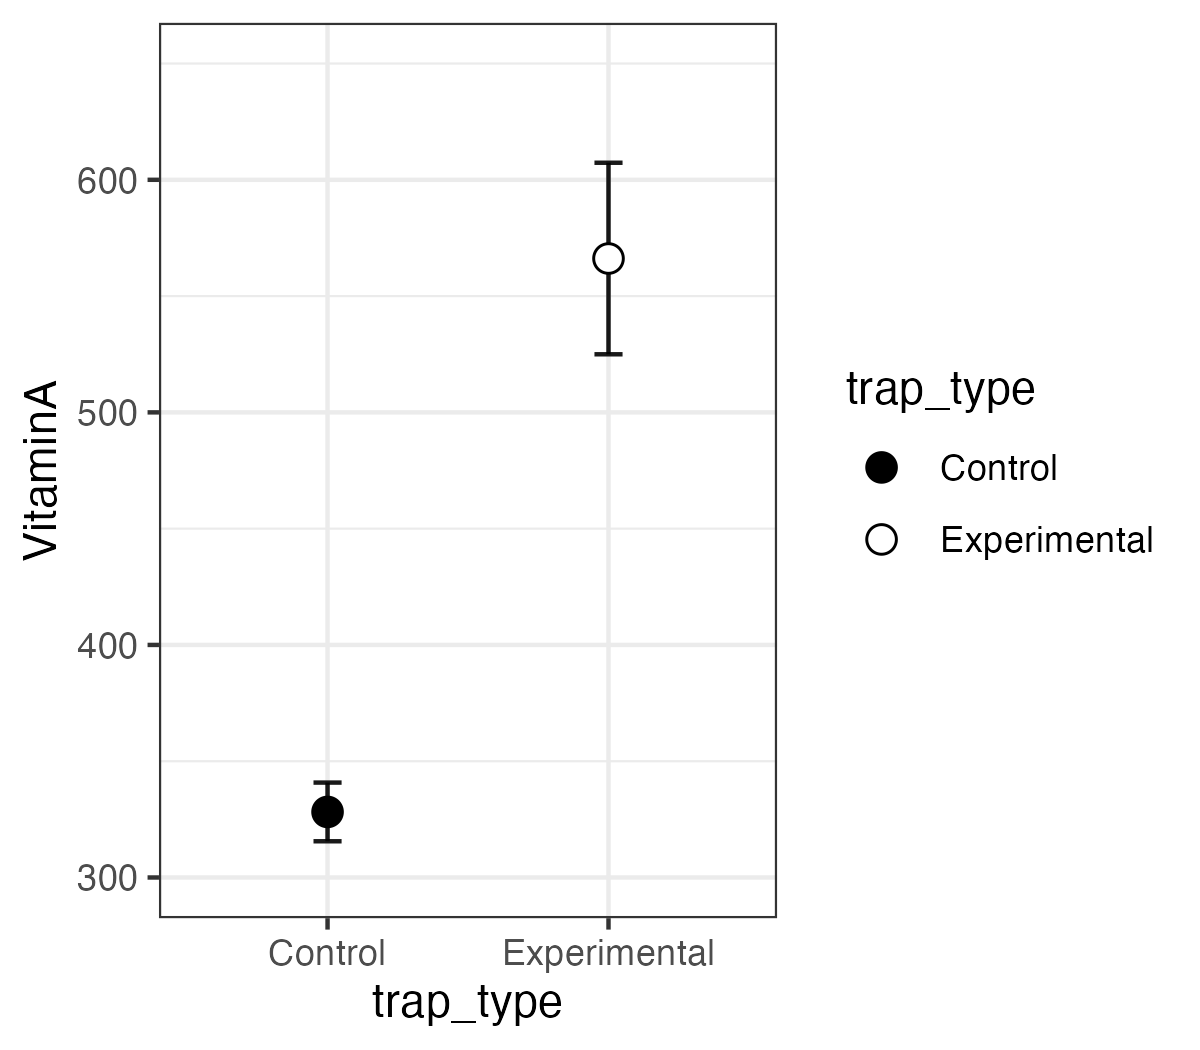 VitaminA
600
500
400
300
Control Experimental
trap_type
trap_type
Control
Experimental